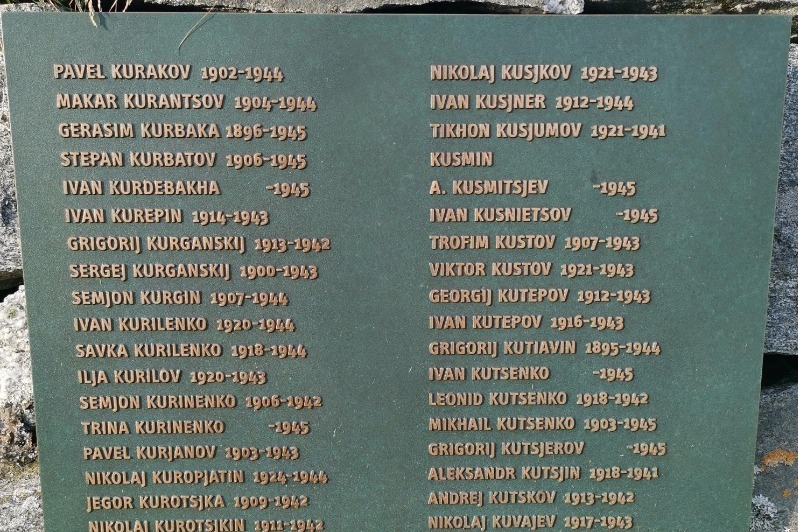 PAVEL KURAKOV 1902-1944
MAKAR KURANTSOV 1904-1944
GERASIM KURBAKA 1896-1945
STEPAN KURBATOV 1906-1945
IVAN KURDEBAKHA -1945
IVAN KUREPIN 1914-1943
GRIGORIJ KURGANSKIJ 1913-1942
SERGEJ KURGANSKIJ 1900-1943
SEMJON KURGIN 1907-1944
IVAN KURILENKO 1920-1944
SAVKA KURILENKO 1918-1944
ILJA KURILOV 1920-1943
SEMJON KURINENKO 1906-1942
TRINA KURINENKO -1945
PAVEL KURJANOV 1903-1943
NIKOLAJ KUROPJATIN 1924-1944
JEGOR KUROTSJKA 1909-1942
NIKOLAJ KUROTSJKIN 1911-1942
NIKOLAJ KUSJKOV 1921-1943
IVAN KUSJNER 1912-1944
TIKHON KUSJUMOV 1921-1941
KUSMIN
A. KUSMITSJEV -1945
IVAN KUSNIETSOV -1945
TROFIM KUSTOV 1907-1943
VIKTOR KUSTOV 1921-1943
GEORGIJ KUTEPOV 1912-1943
IVAN KUTEPOV 1916-1943
GRIGORIJ KUTIAVIN 1895-1944
IVAN KUTSENKO -1945
LEONID KUTSENKO 1918-1942
MIKHAIL KUTSENKO 1903-1945
GRIGORIJ KUTSJEROV -1945
ALEKSANDR KUTSJIN 1918-1941
ANDREJ KUTSKOV 1913-1942
NIKOLAJ KUVAJEV 1917-1943